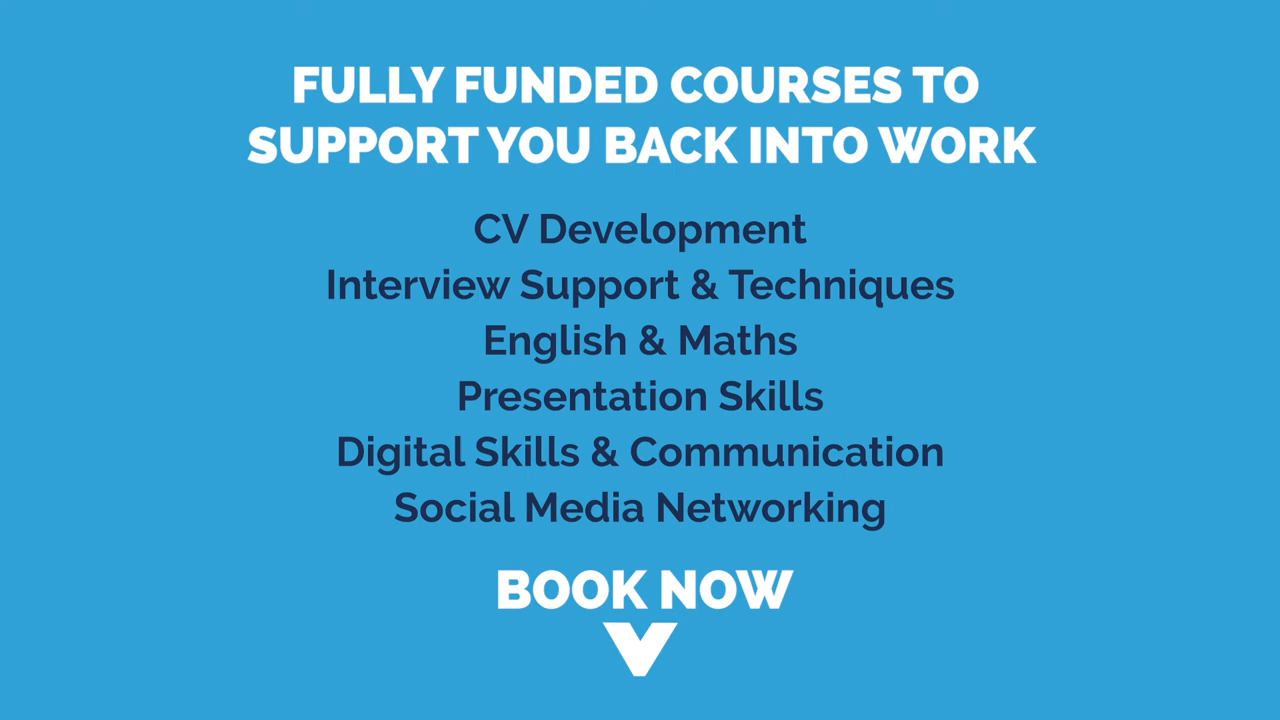 FULLY FUNDED COURSES TO
SUPPORT YOU BACK INTO WORK
CV Development
Interview Support & Techniques
English & Maths
Presentation Skills
Digital Skills & Communication
Social Media Networking
BOOK NOW